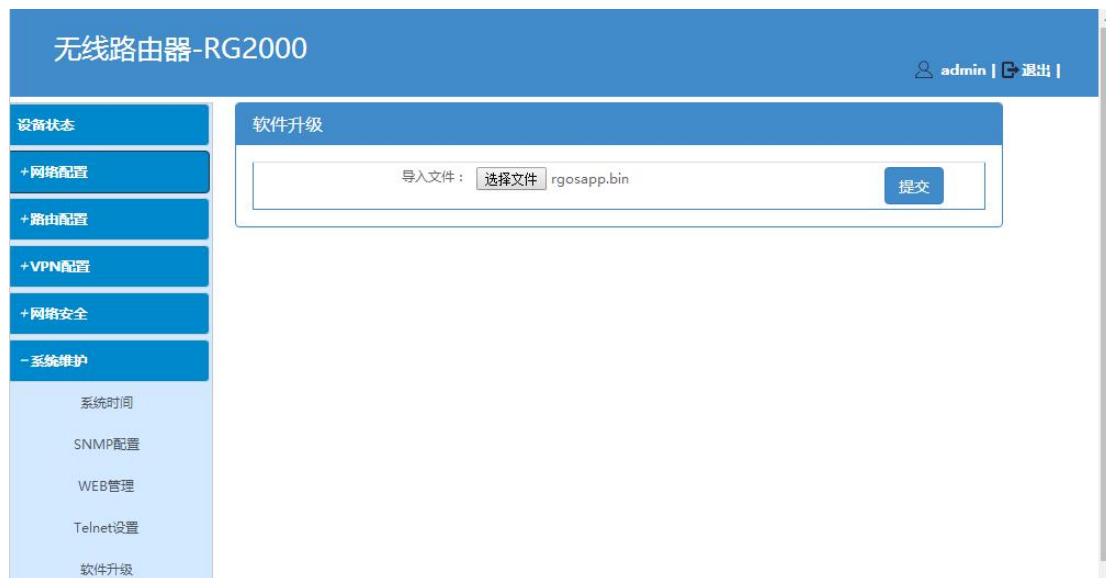 无线路由器-RG2000
admin | 退出 |
设备状态
+网络配置
+路由配置
+VPN配置
+网络安全
-系统维护
系统时间
SNMP配置
WEB管理
Telnet设置
软件升级
软件升级
导入文件： 选择文件 rgosapp.bin
提交